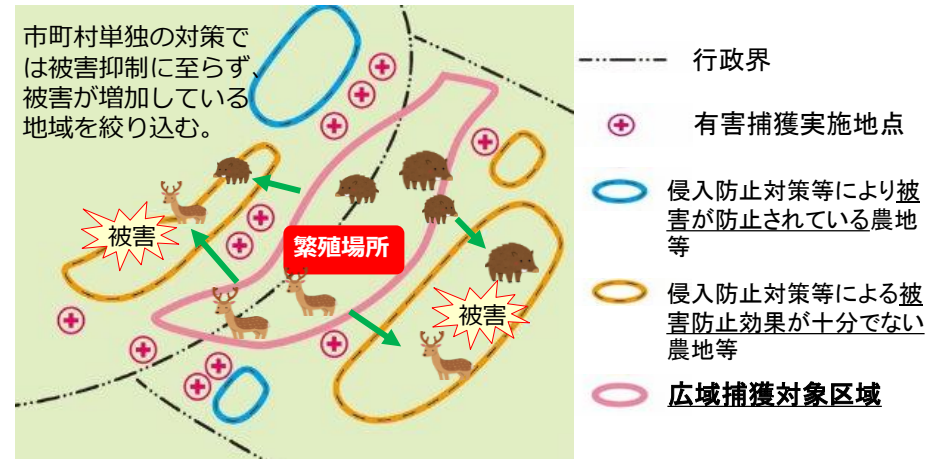 市町村単独の対策で
は被害抑制に至らず、
被害が増加している
地域を絞り込む。
被害
繁殖場所
被害
行政界
有害捕獲実施地点
侵入防止対策等により被
害が防止されている農地
等
侵入防止対策等による被
害防止効果が十分でない
農地等
広域捕獲対象区域